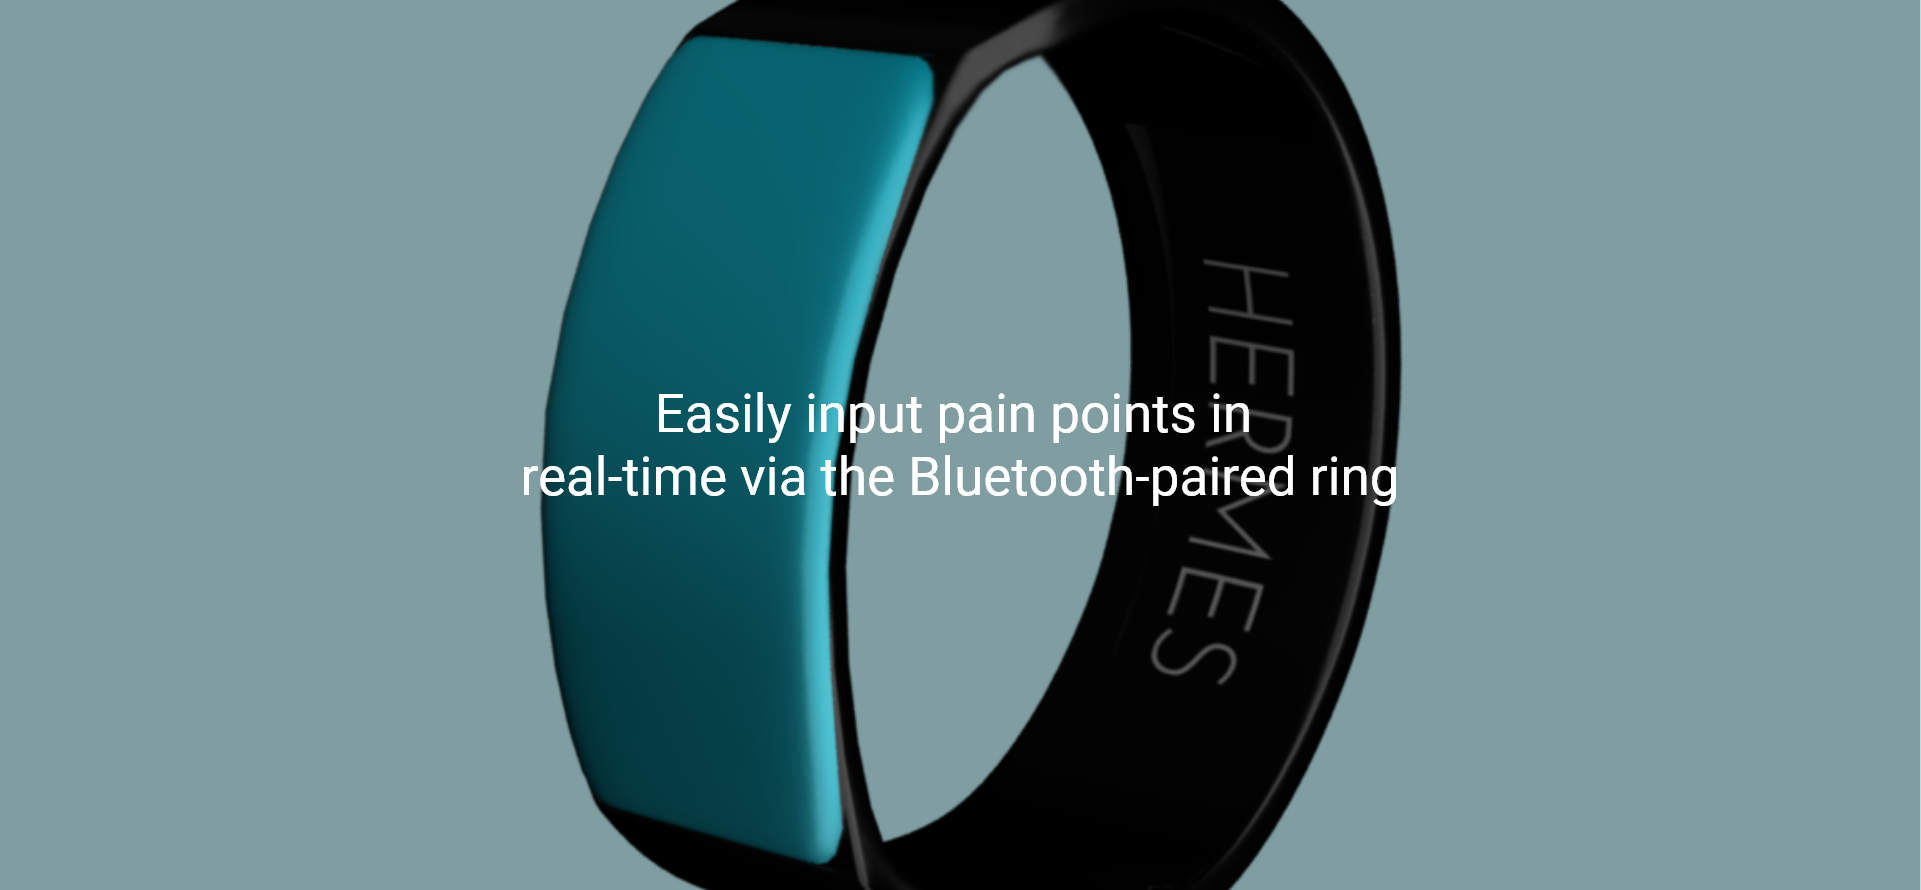 Easily input pain points in
real-time via the Bluetooth-paired ring
HERMES